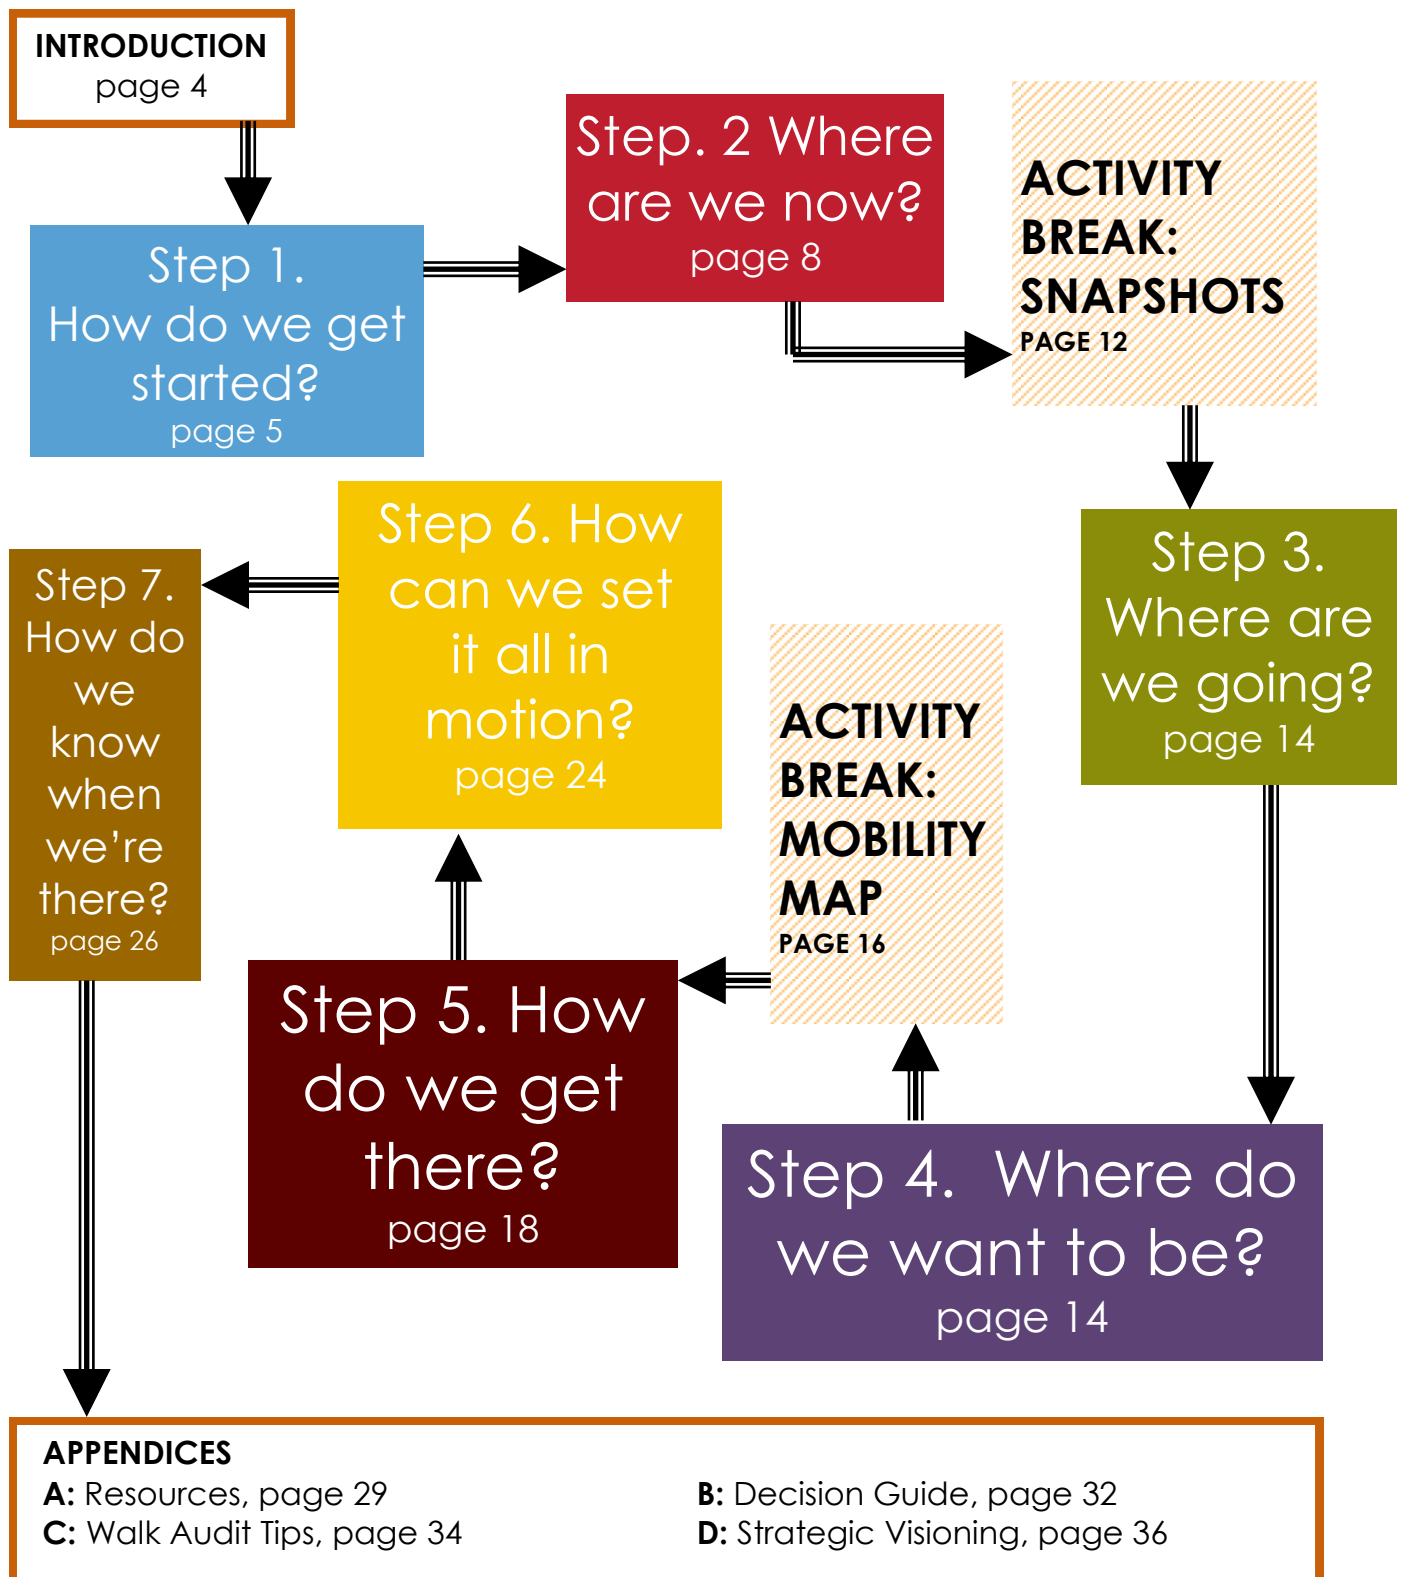 INTRODUCTION
page 4
Step 1.
How do we get
started?
page 5
Step. 2 Where
are we now?
page 8
ACTIVITY
BREAK:
SNAPSHOTS
PAGE 12
Step 3.
Where are
we going?
page 14
Step 4. Where do
we want to be?
page 14
ACTIVITY
BREAK:
MOBILITY
MAP
PAGE 16
Step 5. How
do we get
there?
page 18
Step 6. How
can we set
it all in
motion?
page 24
Step 7.
How do
we
know
when
we’re
there?
page 26
APPENDICES
A: Resources, page 29
B: Decision Guide, page 32
C: Walk Audit Tips, page 34
D: Strategic Visioning, page 36